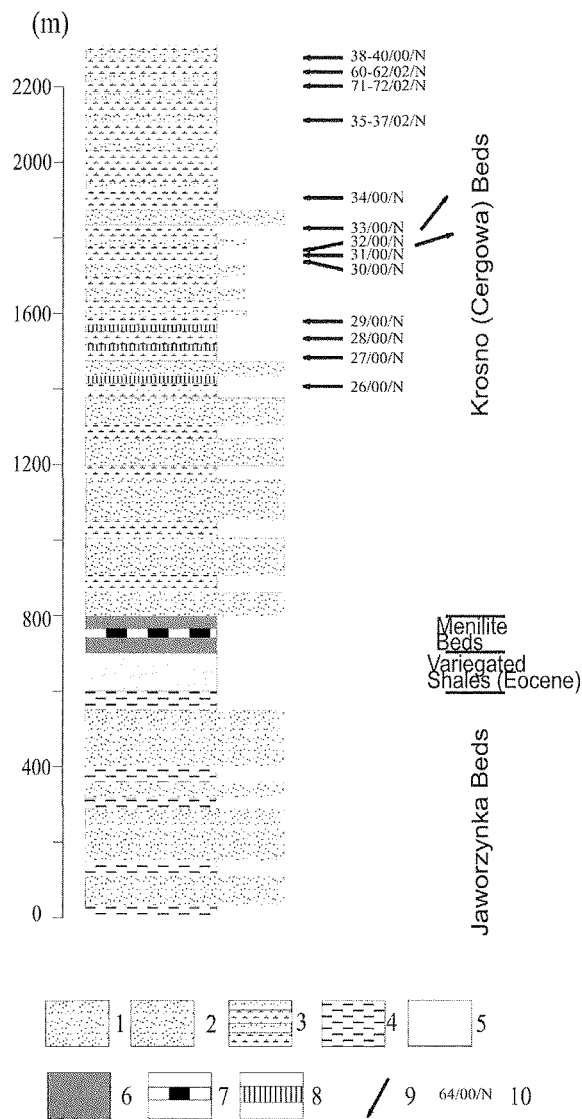 (m)
2200
2000
1600
1200
800
400
0
38-40/00/N
60-62/02/N
71-72/02/N
35-37/02/N
34/00/N
33/00/N
32/00/N
31/00/N
30/00/N
29/00/N
28/00/N
27/00/N
26/00/N
Krosno (Cergowa) Beds
Menilite
Beds
Variegated
Shales (Eocene)
Jaworzynka Beds
1 2 3 4 5
6 7 8 9 64/00/N 10